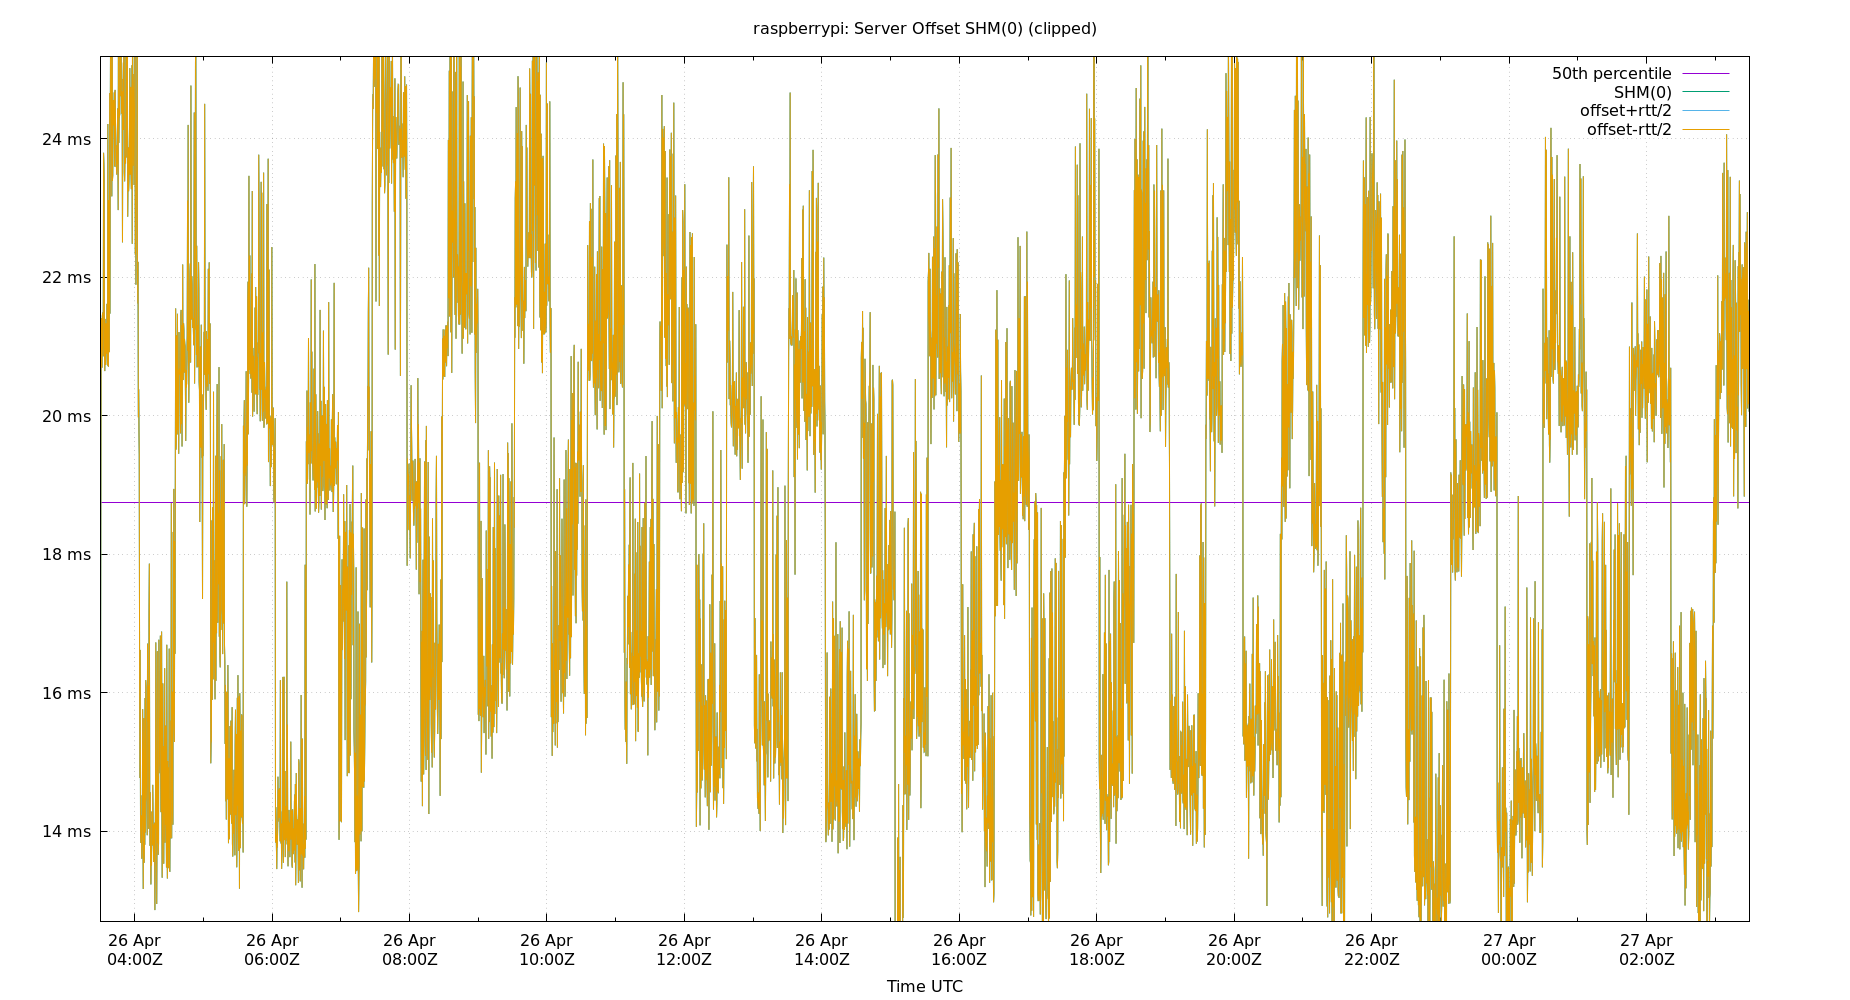 raspberrypi: Server Offset SHM(0) (clipped)
50th percentile
SHM(0)
offset+rtt/2
offset-rtt/2
24 ms
22 ms
20 ms
18 ms
16 ms
14 ms
26 Apr 26 Apr 26 Apr 26 Apr 26 Apr 26 Apr 26 Apr 26 Apr 26 Apr 26 Apr 27 Apr 27 Apr
04:00Z 06:00Z 08:00Z 10:00Z 12:00Z 14:00Z 16:00Z 18:00Z 20:00Z 22:00Z 00:00Z 02:00Z
Time UTC